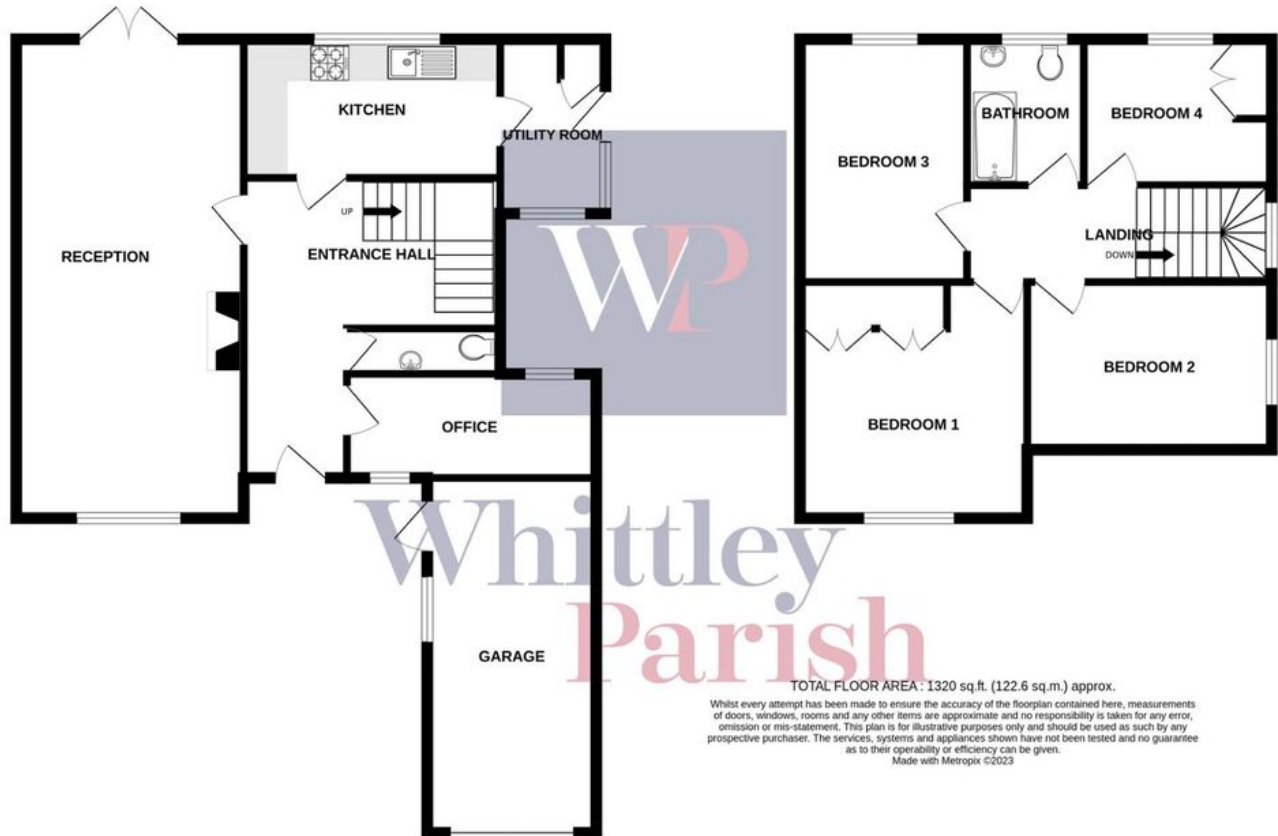 KITCHEN
UTILITY ROOM
UP
ENTRANCE HALL
RECEPTION
OFFICE
GARAGE
BATHROOM
BEDROOM 4
BEDROOM 3
LANDING
DOWN
BEDROOM 2
BEDROOM 1
WP
Whittley
Parish
TOTAL FLOOR AREA : 1320 sq.ft. (122.6 sq.m.) approx.
Whilst every attempt has been made to ensure the accuracy of the floorplan contained here, measurements
of doors, windows, rooms and any other items are approximate and no responsibility is taken for any error,
omission or mis-statement. This plan is for illustrative purposes only and should be used as such by any
prospective purchaser. The services, systems and appliances shown have not been tested and no guarantee
as to their operability or efficiency can be given.
Made with Metropix ©2023